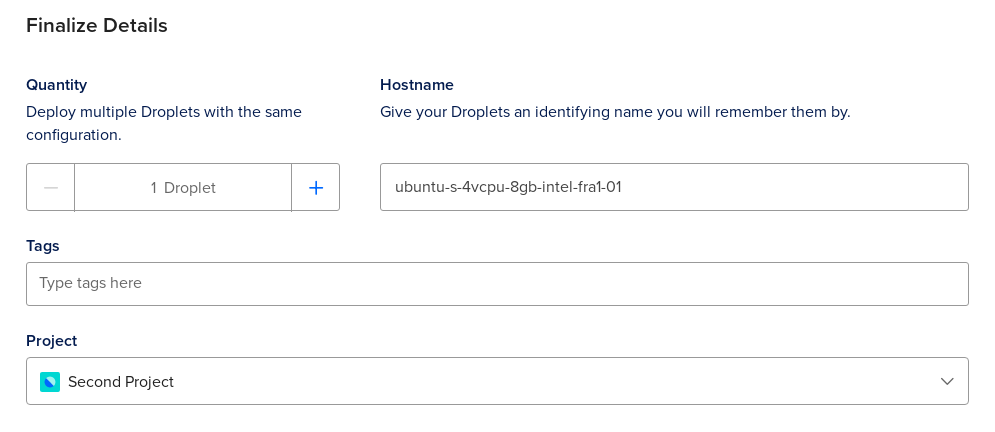 Finalize Details
Quantity
Deploy multiple Droplets with the same
configuration.
1 Droplet
Hostname
Give your Droplets an identifying name you will remember them by.
ubuntu-s-4vcpu-8gb-intel-fra1-01
Tags
Type tags here
Project
Second Project